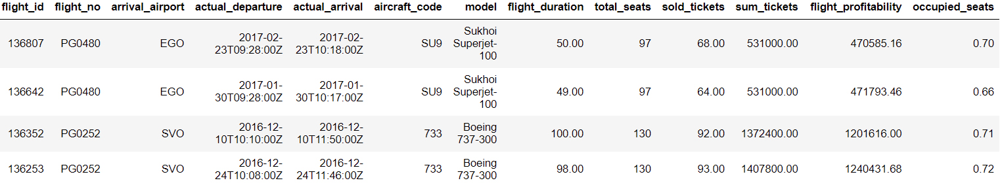 flight_id flight_no arrival_airport actual_departure actual_arrival aircraft_code model flight_duration total_seats sold_tickets sum_tickets flight_profitability occupied_seats
136807 PG0480 EGO 2017-02-23T09:28:00Z 2017-02-23T10:18:00Z SU9 Sukhoi Superjet-100 50.00 97 68.00 531000.00 470585.16 0.70
136642 PG0480 EGO 2017-01-30T09:28:00Z 2017-01-30T10:17:00Z SU9 Sukhoi Superjet-100 49.00 97 64.00 531000.00 471793.46 0.66
136352 PG0252 SVO 2016-12-10T10:10:00Z 2016-12-10T11:50:00Z 733 Boeing 737-300 100.00 130 92.00 1372400.00 1201616.00 0.71
136253 PG0252 SVO 2016-12-24T10:08:00Z 2016-12-24T11:46:00Z 733 Boeing 737-300 98.00 130 93.00 1407800.00 1240431.68 0.72